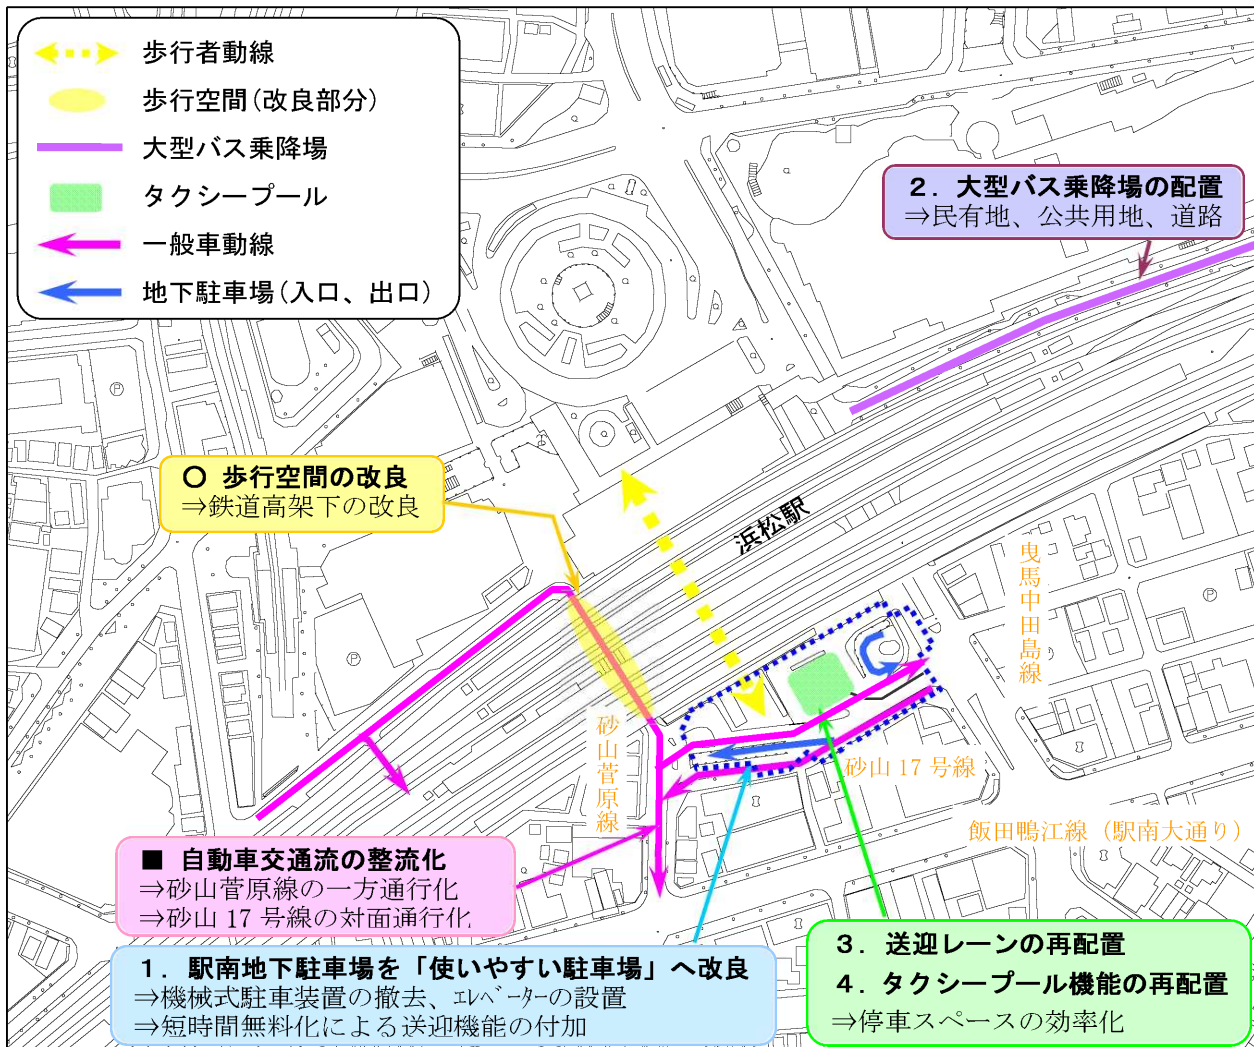 歩行者動線
歩行空間(改良部分)
大型バス乗降場
タクシープール
一般車動線
地下駐車場(入口、出口)
2. 大型バス乗降場の配置
⇒民有地、公共用地、道路
○ 歩行空間の改良
⇒鉄道高架下の改良
浜松駅
曳馬中田島線
砂山菅原線
砂山 17 号線
飯田鴨江線（駅南大通り）
■ 自動車交通流の整流化
⇒砂山菅原線の一方通行化
⇒砂山 17 号線の対面通行化
1. 駅南地下駐車場を「使いやすい駐車場」へ改良
⇒機械式駐車装置の撤去、ｴﾚﾍﾞｰﾀｰの設置
⇒短時間無料化による送迎機能の付加
3. 送迎レーンの再配置
4. タクシープール機能の再配置
⇒停車スペースの効率化
P
P
P